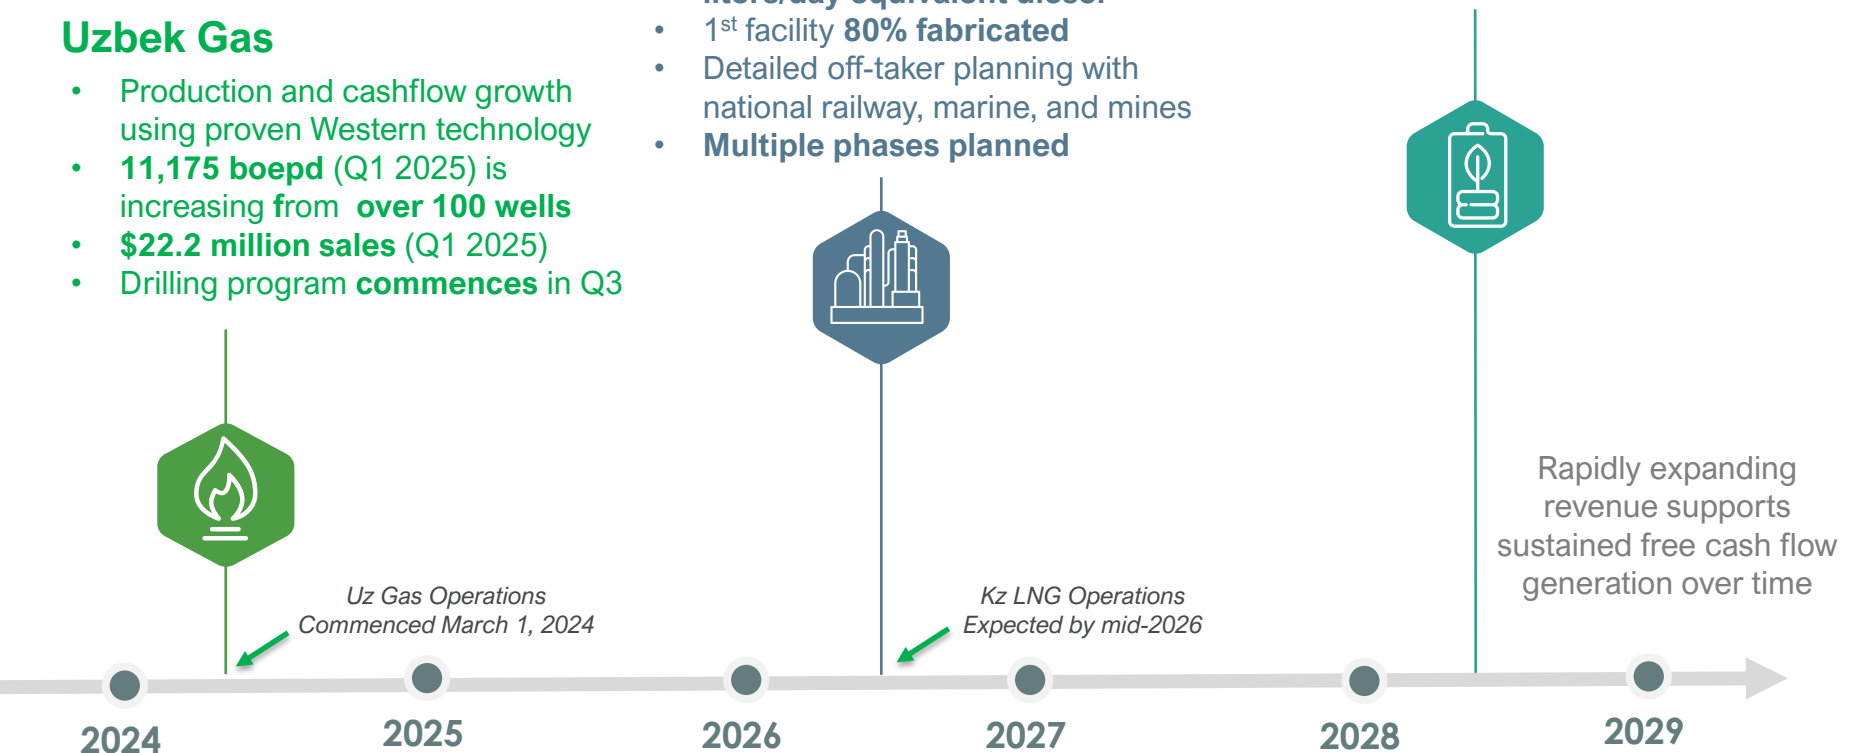 Uzbek Gas
• Production and cashflow growth
using proven Western technology
• 11,175 boepd (Q1 2025) is
increasing from  over 100 wells
• $22.2 million sales (Q1 2025)
• Drilling program commences in Q3
liters/day equivalent diesel
• 1st facility 80% fabricated
• Detailed off-taker planning with
national railway, marine, and mines
• Multiple phases planned
Rapidly expanding
revenue supports
sustained free cash flow
generation over time
Uz Gas Operations
Commenced March 1, 2024
Kz LNG Operations
Expected by mid-2026
2024
2025
2026
2027
2028
2029